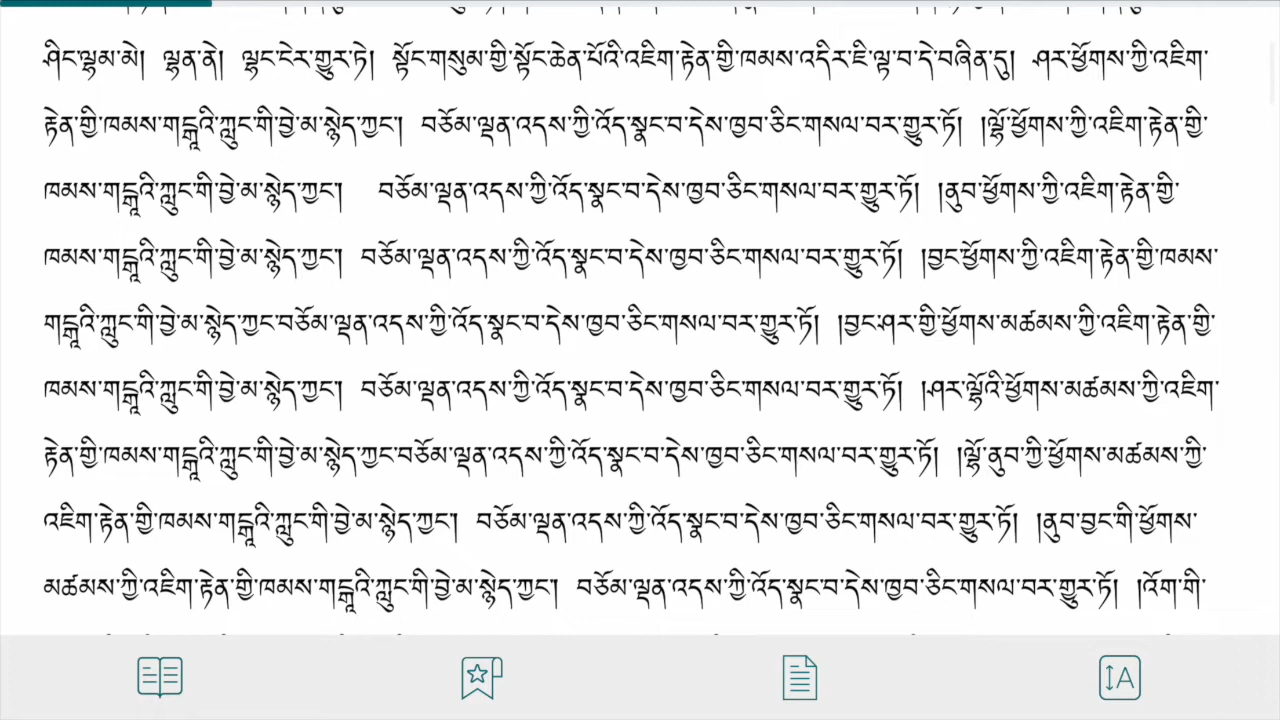 ཤིང་ལྷམ་མེ། ལྷན་ནེ། ལྷང་ངེར་གྱུར་ཏེ། སྟོང་གསུམ་གྱི་སྟོང་ཆེན་པོའི་འཇིག་རྟེན་གྱི་ཁམས་འདིར་ཇི་ལྟ་བ་དེ་བཞིན་དུ། ཤར་ཕྱོགས་ཀྱི་འཇིག་
རྟེན་གྱི་ཁམས་གངྒཱའི་ཀླུང་གི་བྱེ་མ་སྙེད་ཀྱང་། བཅོམ་ལྡན་འདས་ཀྱི་འོད་སྣང་བ་དེས་ཁྱབ་ཅིང་གསལ་བར་གྱུར་ཏོ། །ལྷོ་ཕྱོགས་ཀྱི་འཇིག་རྟེན་གྱི་
ཁམས་གངྒཱའི་ཀླུང་གི་བྱེ་མ་སྙེད་ཀྱང་། བཅོམ་ལྡན་འདས་ཀྱི་འོད་སྣང་བ་དེས་ཁྱབ་ཅིང་གསལ་བར་གྱུར་ཏོ། །ནུབ་ཕྱོགས་ཀྱི་འཇིག་རྟེན་གྱི་
ཁམས་གངྒཱའི་ཀླུང་གི་བྱེ་མ་སྙེད་ཀྱང་། བཅོམ་ལྡན་འདས་ཀྱི་འོད་སྣང་བ་དེས་ཁྱབ་ཅིང་གསལ་བར་གྱུར་ཏོ། །བྱང་ཕྱོགས་ཀྱི་འཇིག་རྟེན་གྱི་ཁམས་
གངྒཱའི་ཀླུང་གི་བྱེ་མ་སྙེད་ཀྱང་བཅོམ་ལྡན་འདས་ཀྱི་འོད་སྣང་བ་དེས་ཁྱབ་ཅིང་གསལ་བར་གྱུར་ཏོ། །བྱང་ཤར་གྱི་ཕྱོགས་མཚམས་ཀྱི་འཇིག་རྟེན་གྱི་
ཁམས་གངྒཱའི་ཀླུང་གི་བྱེ་མ་སྙེད་ཀྱང་། བཅོམ་ལྡན་འདས་ཀྱི་འོད་སྣང་བ་དེས་ཁྱབ་ཅིང་གསལ་བར་གྱུར་ཏོ། །ཤར་ལྷོའི་ཕྱོགས་མཚམས་ཀྱི་འཇིག་
རྟེན་གྱི་ཁམས་གངྒཱའི་ཀླུང་གི་བྱེ་མ་སྙེད་ཀྱང་བཅོམ་ལྡན་འདས་ཀྱི་འོད་སྣང་བ་དེས་ཁྱབ་ཅིང་གསལ་བར་གྱུར་ཏོ། །ལྷོ་ནུབ་ཀྱི་ཕྱོགས་མཚམས་ཀྱི་
འཇིག་རྟེན་གྱི་ཁམས་གངྒཱའི་ཀླུང་གི་བྱེ་མ་སྙེད་ཀྱང་། བཅོམ་ལྡན་འདས་ཀྱི་འོད་སྣང་བ་དེས་ཁྱབ་ཅིང་གསལ་བར་གྱུར་ཏོ། །ནུབ་བྱང་གི་ཕྱོགས་
མཚམས་ཀྱི་འཇིག་རྟེན་གྱི་ཁམས་གངྒཱའི་ཀླུང་གི་བྱེ་མ་སྙེད་ཀྱང་། བཅོམ་ལྡན་འདས་ཀྱི་འོད་སྣང་བ་དེས་ཁྱབ་ཅིང་གསལ་བར་གྱུར་ཏོ། །འོག་གི་